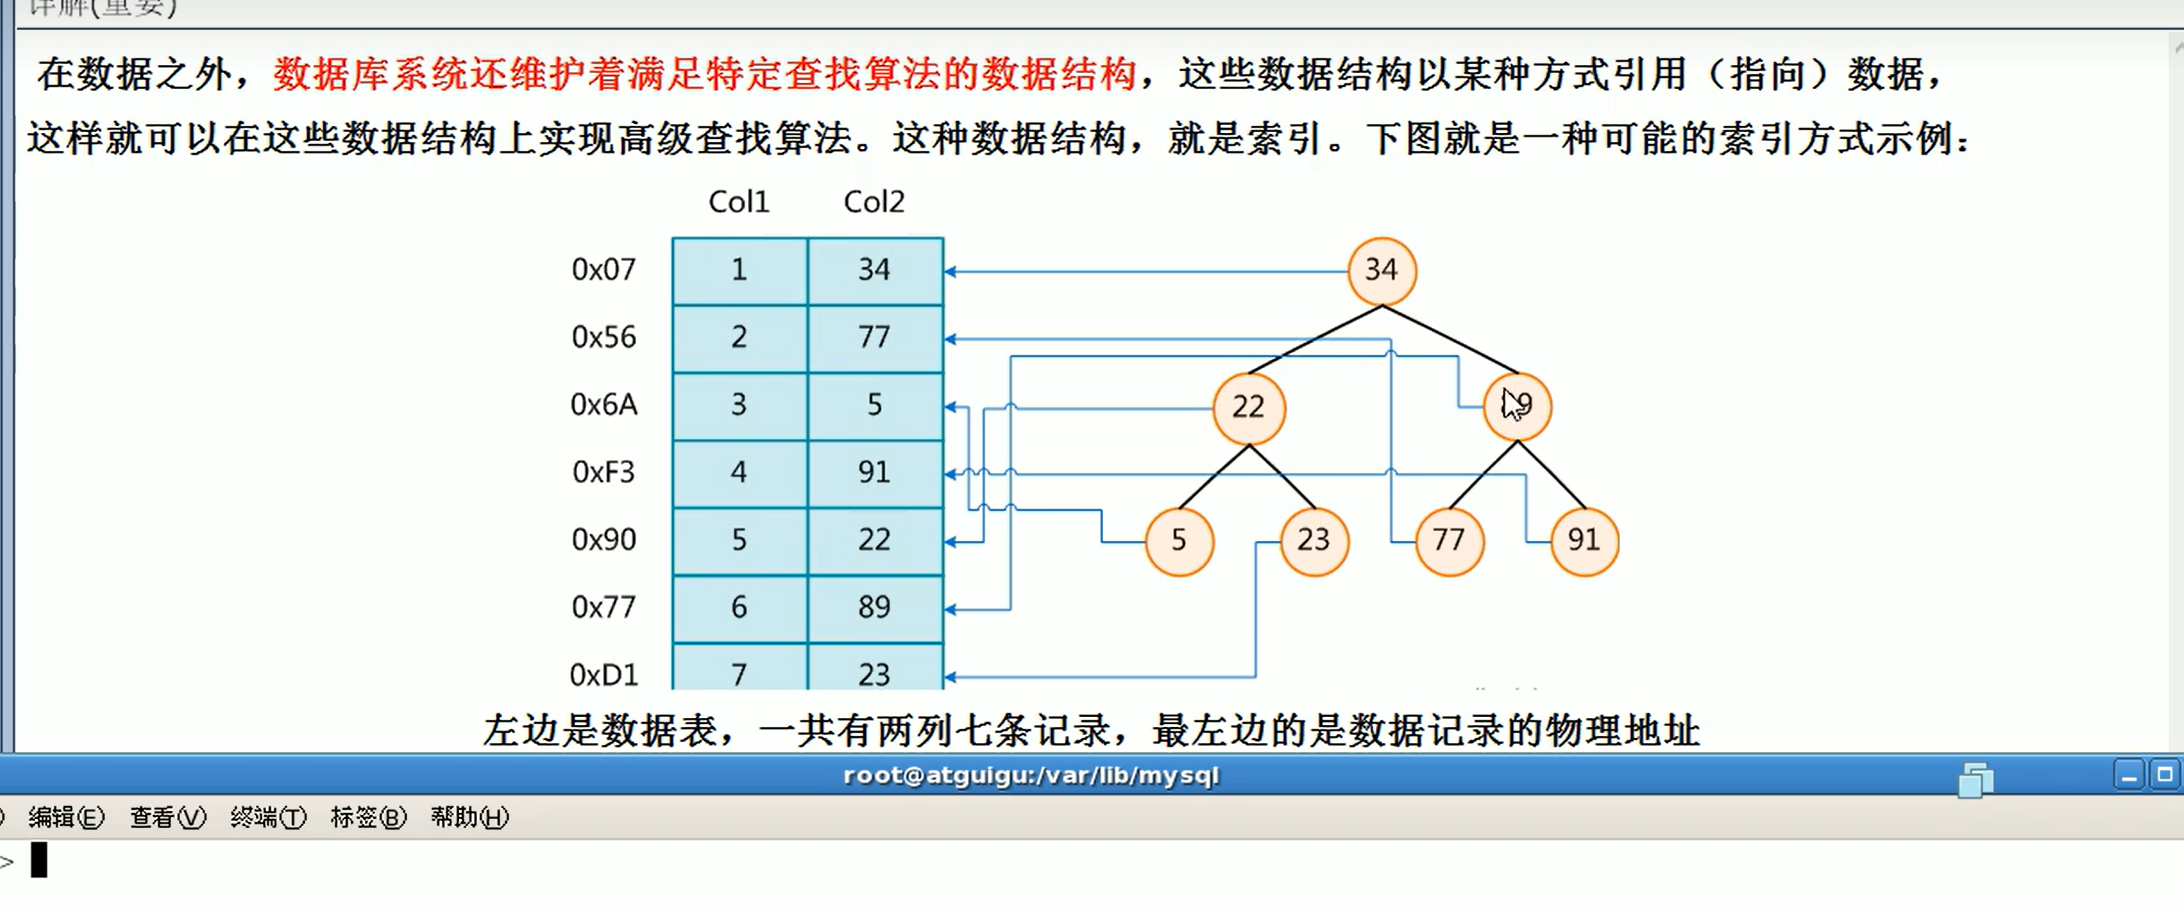 详解(重要)
在数据之外，数据库系统还维护着满足特定查找算法的数据结构，这些数据结构以某种方式引用（指向）数据，
这样就可以在这些数据结构上实现高级查找算法。这种数据结构，就是索引。下图就是一种可能的索引方式示例：
Col1 Col2
0x07 1 34 34
0x56 2 77
0x6A 3 5 22
0xF3 4 91
0x90 5 22 5 23 77 91
0x77 6 89
0xD1 7 23
左边是数据表，一共有两列七条记录，最左边的是数据记录的物理地址
root@atguigu:/var/lib/mysql
编辑(E) 查看(V) 终端(T) 标签(B) 帮助(H)
>